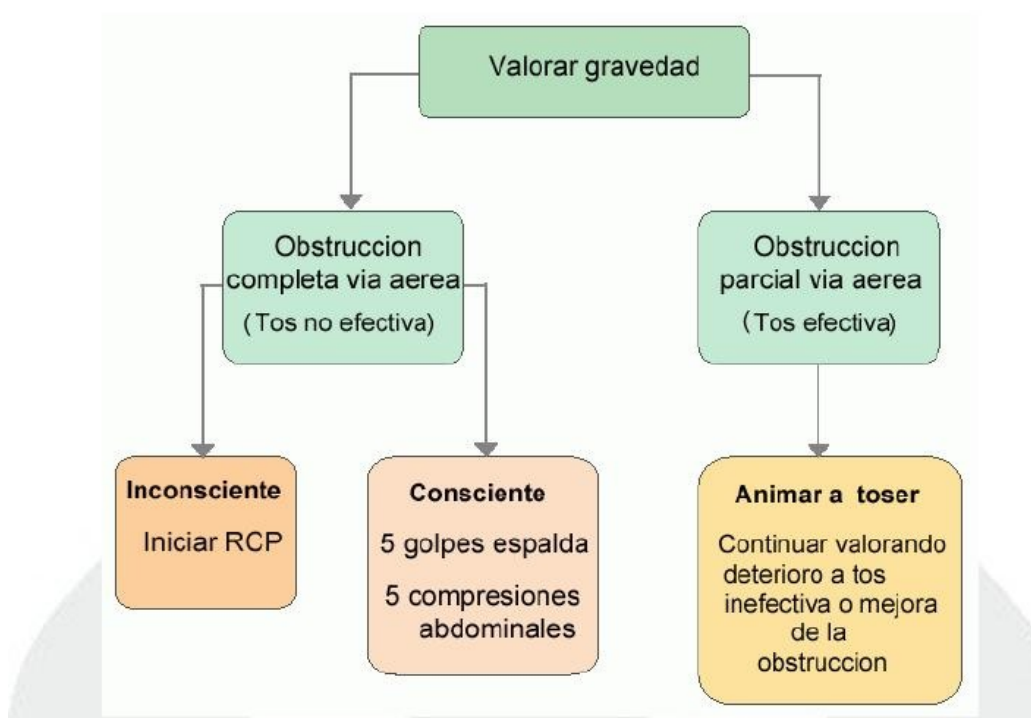 Valorar gravedad
Obstruccion
completa via aerea
(Tos no efectiva)
Obstruccion
parcial via aerea
(Tos efectiva)
Inconsciente
Iniciar RCP
Consciente
5 golpes espalda
5 compresiones
abdominales
Animar a toser
Continuar valorando
deterioro a tos
inefectiva o mejora
de la
obstruccion